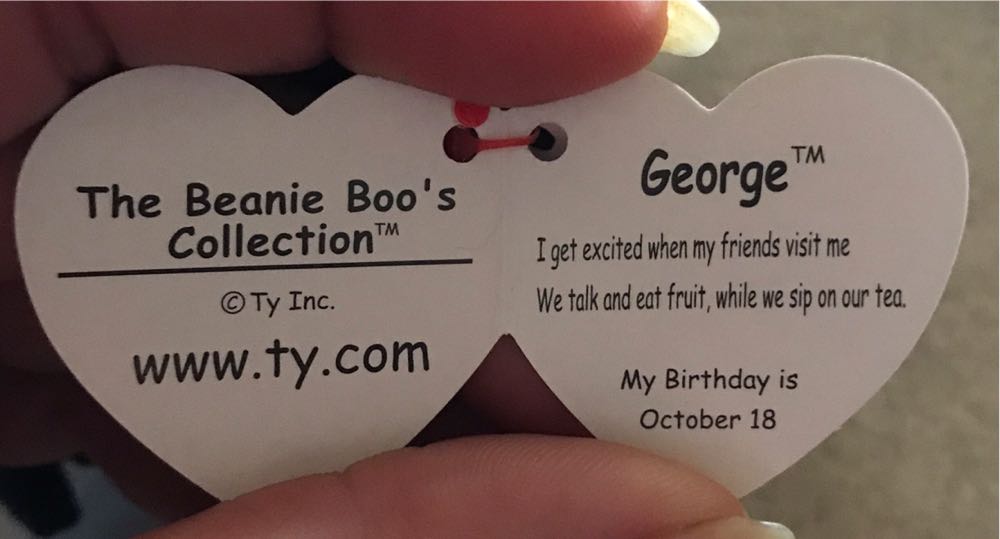 The Beanie Boo's
Collection™
© Ty Inc.
www.ty.com
George™
I get excited when my friends visit me
We talk and eat fruit, while we sip on our tea.
My Birthday is
October 18